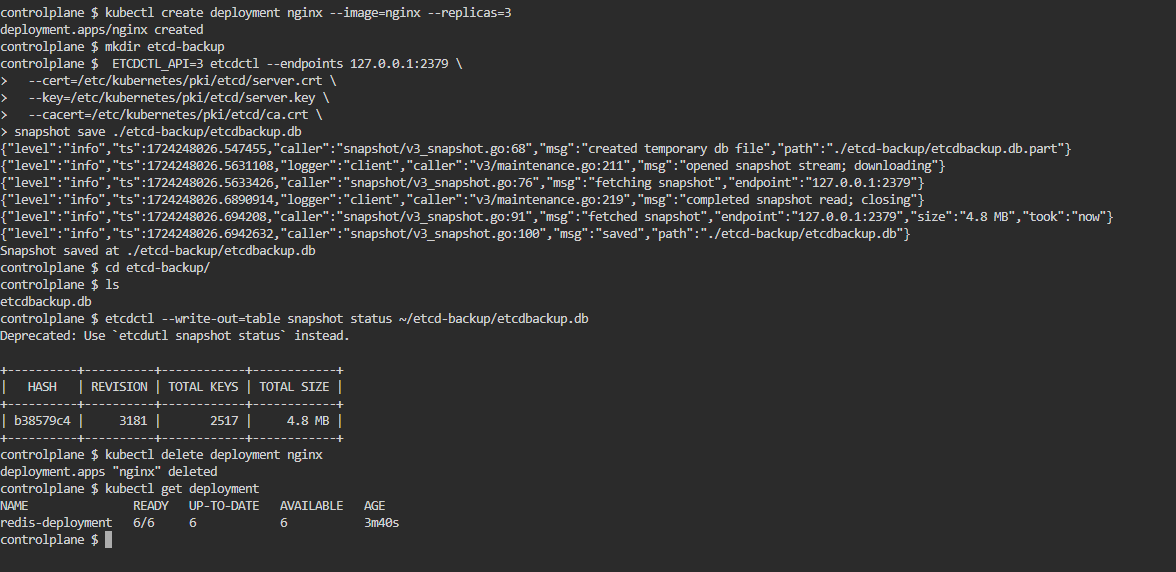 controlplane $ kubectl create deployment nginx --image=nginx --replicas=3
deployment.apps/nginx created
controlplane $ mkdir etcd-backup
controlplane $  ETCDCTL_API=3 etcdctl --endpoints 127.0.0.1:2379 \
>   --cert=/etc/kubernetes/pki/etcd/server.crt \
>   --key=/etc/kubernetes/pki/etcd/server.key \
>   --cacert=/etc/kubernetes/pki/etcd/ca.crt \
> snapshot save ./etcd-backup/etcdbackup.db
{"level":"info","ts":1724248026.547455,"caller":"snapshot/v3_snapshot.go:68","msg":"created temporary db file","path":"./etcd-backup/etcdbackup.db.part"}
{"level":"info","ts":1724248026.5631108,"logger":"client","caller":"v3/maintenance.go:211","msg":"opened snapshot stream; downloading"}
{"level":"info","ts":1724248026.5633426,"caller":"snapshot/v3_snapshot.go:76","msg":"fetching snapshot","endpoint":"127.0.0.1:2379"}
{"level":"info","ts":1724248026.6890914,"logger":"client","caller":"v3/maintenance.go:219","msg":"completed snapshot read; closing"}
{"level":"info","ts":1724248026.694208,"caller":"snapshot/v3_snapshot.go:91","msg":"fetched snapshot","endpoint":"127.0.0.1:2379","size":"4.8 MB","took":"now"}
{"level":"info","ts":1724248026.6942632,"caller":"snapshot/v3_snapshot.go:100","msg":"saved","path":"./etcd-backup/etcdbackup.db"}
Snapshot saved at ./etcd-backup/etcdbackup.db
controlplane $ cd etcd-backup/
controlplane $ ls
etcdbackup.db
controlplane $ etcdctl --write-out=table snapshot status ~/etcd-backup/etcdbackup.db
Deprecated: Use `etcdutl snapshot status` instead.

+----------+----------+------------+------------+
|   HASH   | REVISION | TOTAL KEYS | TOTAL SIZE |
+----------+----------+------------+------------+
| b38579c4 |     3181 |       2517 |     4.8 MB |
+----------+----------+------------+------------+
controlplane $ kubectl delete deployment nginx
deployment.apps "nginx" deleted
controlplane $ kubectl get deployment
NAME               READY   UP-TO-DATE   AVAILABLE   AGE
redis-deployment   6/6     6            6           3m40s
controlplane $